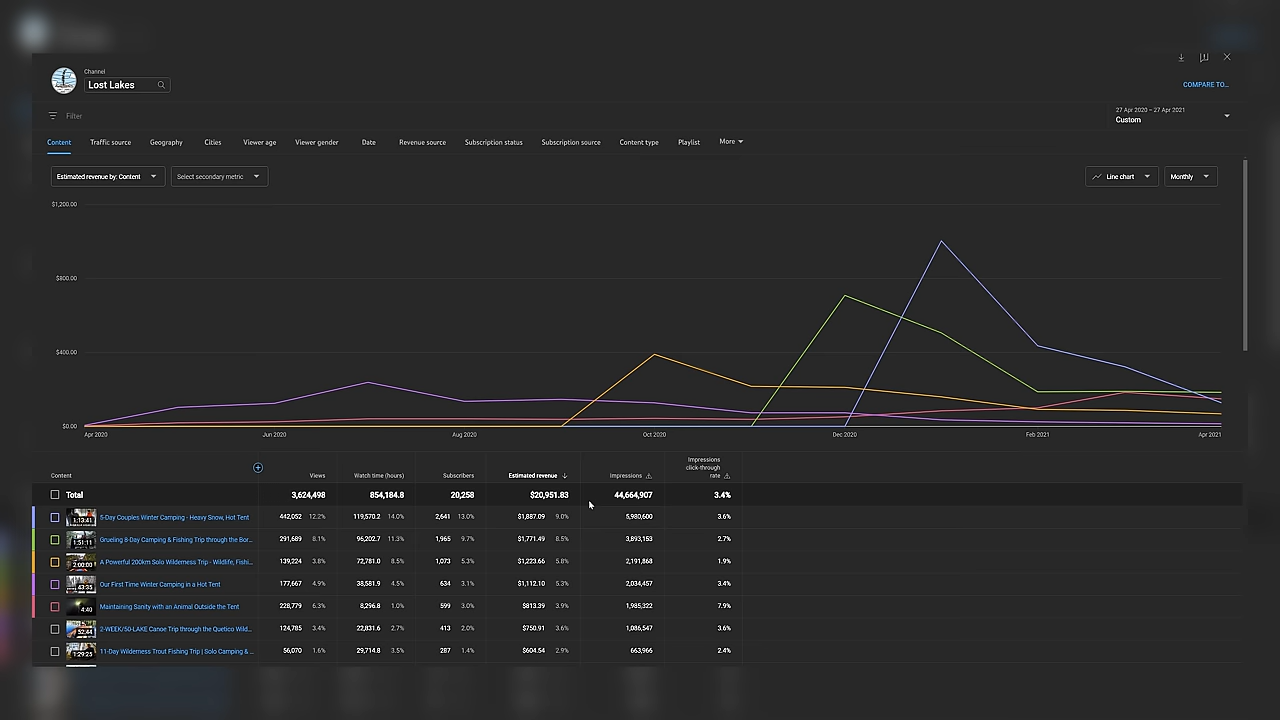 Channel
Lost Lakes
COMPARE TO...
Filter
27 Apr 2020 – 27 Apr 2021
Custom
Content Traffic source Geography Cities Viewer age Viewer gender Date Revenue source Subscription status Subscription source Content type Playlist More
Estimated revenue by: Content Select secondary metric Line chart Monthly
$1,200.00
$800.00
$400.00
$0.00
Apr 2020 Jun 2020 Aug 2020 Oct 2020 Dec 2020 Feb 2021 Apr 2021
Content Views Watch time (hours) Subscribers Estimated revenue Impressions Impressions click-through rate
Total 3,624,498 854,184.8 20,258 $20,951.83 44,664,907 3.4%
1:13:41 5-Day Couples Winter Camping - Heavy Snow, Hot Tent 442,052 12.2% 119,570.2 14.0% 2,641 13.0% $1,887.09 9.0% 5,980,600 3.6%
1:51:11 Grueling 8-Day Camping & Fishing Trip through the Bor... 291,689 8.1% 96,202.7 11.3% 1,965 9.7% $1,771.49 8.5% 3,893,153 2.7%
2:00:00 A Powerful 200km Solo Wilderness Trip - Wildlife, Fishi... 139,224 3.8% 72,781.0 8.5% 1,073 5.3% $1,223.66 5.8% 2,191,868 1.9%
43:35 Our First Time Winter Camping in a Hot Tent 177,667 4.9% 38,581.9 4.5% 634 3.1% $1,112.10 5.3% 2,034,457 3.4%
4:40 Maintaining Sanity with an Animal Outside the Tent 228,779 6.3% 8,296.8 1.0% 599 3.0% $813.39 3.9% 1,985,322 7.9%
52:44 2-WEEK/50-LAKE Canoe Trip through the Quetico Wild... 124,785 3.4% 22,831.6 2.7% 413 2.0% $750.91 3.6% 1,086,547 3.6%
1:29:25 11-Day Wilderness Trout Fishing Trip | Solo Camping & ... 56,070 1.6% 29,714.8 3.5% 287 1.4% $604.54 2.9% 663,966 2.4%